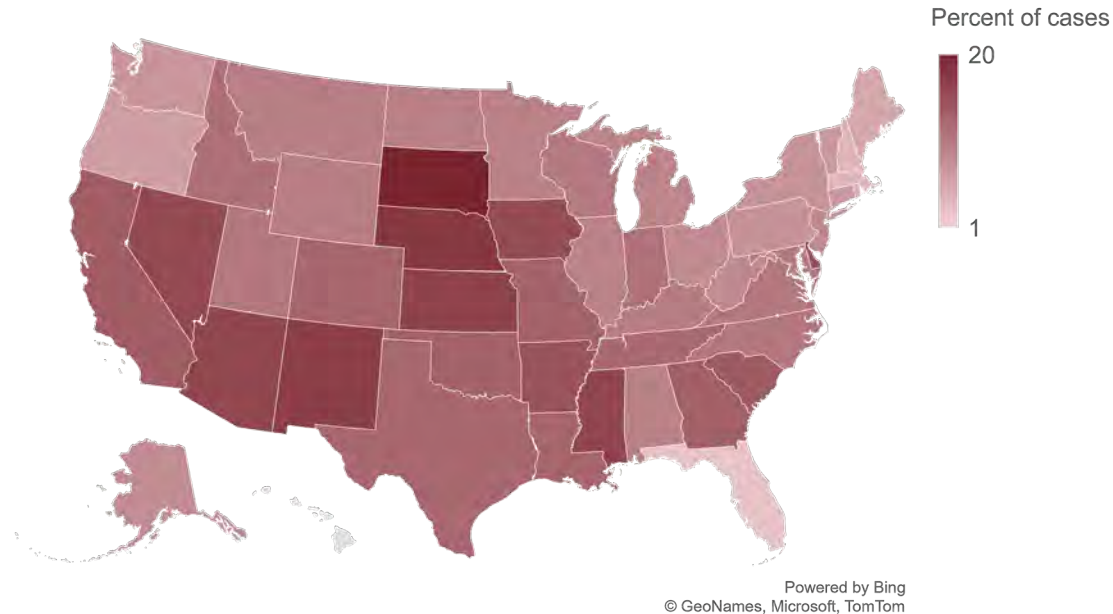 Percent of cases
20
1
Powered by Bing
© GeoNames, Microsoft, TomTom